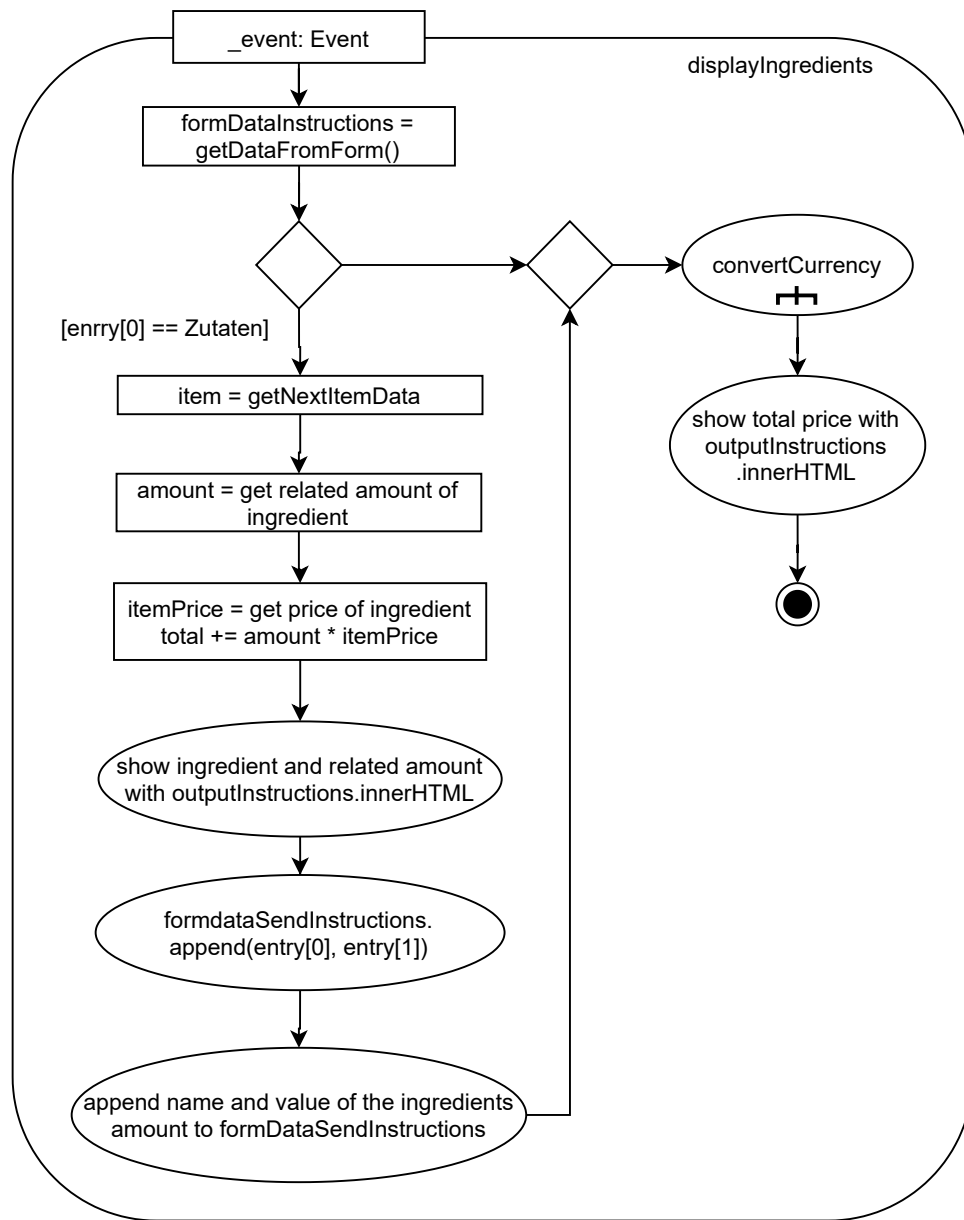 _event: Event
displayIngredients
formDataInstructions =
getDataFromForm()
convertCurrency
[enrry[0] == Zutaten]
item = getNextItemData
show total price with
outputInstructions
.innerHTML
amount = get related amount of
ingredient
itemPrice = get price of ingredient
total += amount * itemPrice
show ingredient and related amount
with outputInstructions.innerHTML
formdataSendInstructions.
append(entry[0], entry[1])
append name and value of the ingredients
amount to formDataSendInstructions